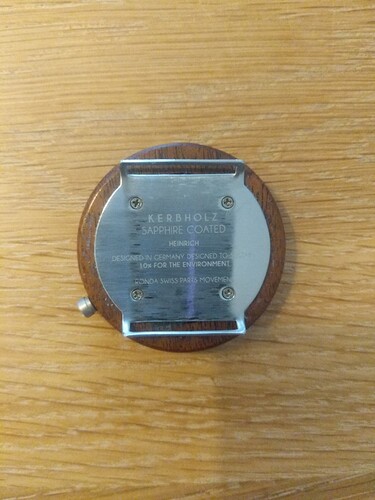 KERBHOLZ
SAPPHIRE COATED
HEINRICH
DESIGNED IN GERMANY. DESIGNED TO
10% FOR THE ENVIRONMENT
RONDA SWISS PARTS MOVEMENT